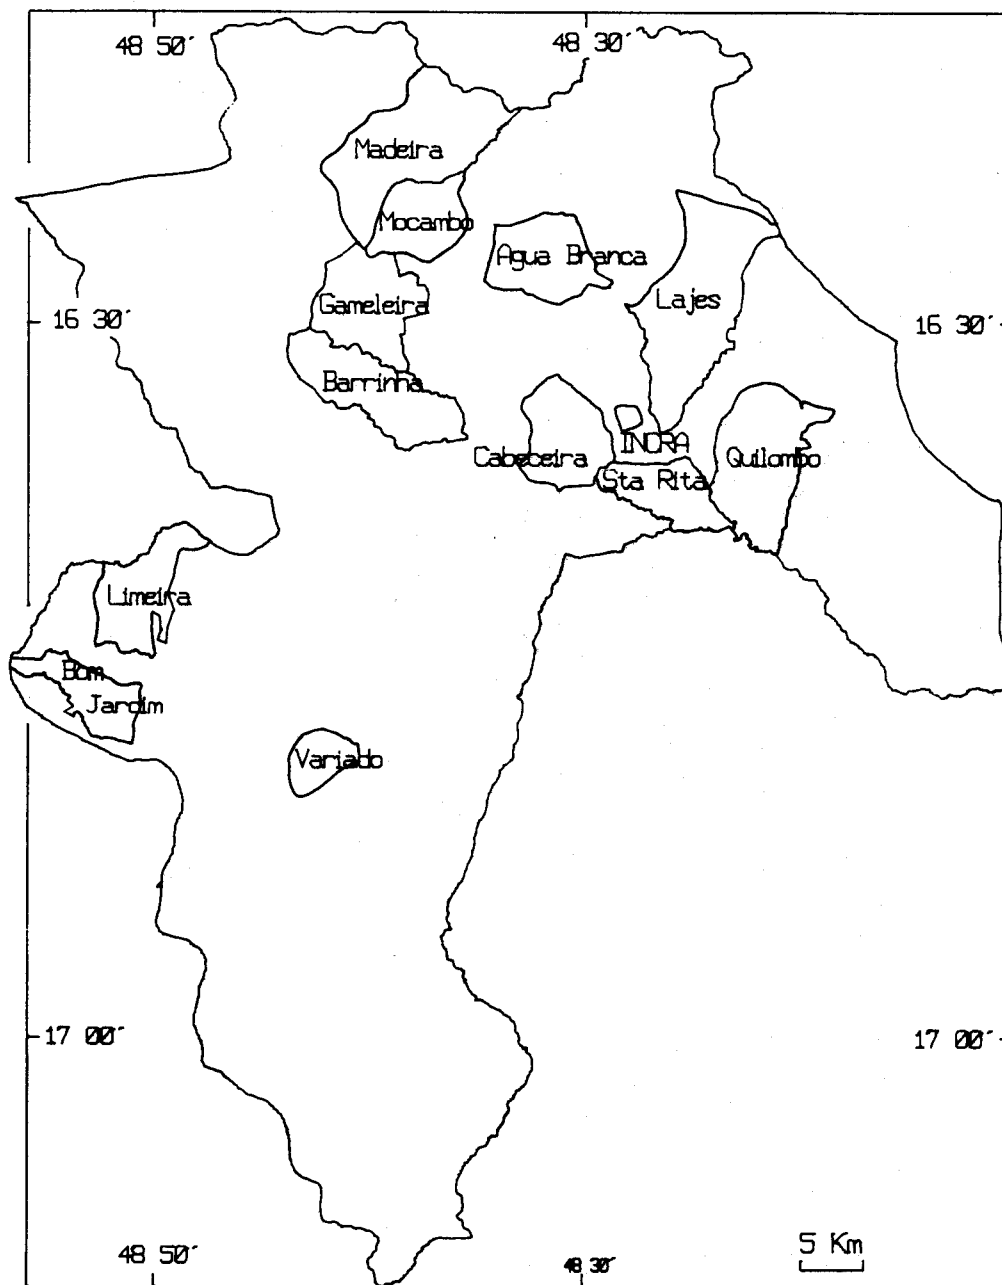 48 50´
48 30´
Madeira
Mocambo
Agua Branca
Gameleira
Lajes
16 30´
16 30´
Barrinha
INCRA
Cabeceira
Quilombo
Sta Rita
Limeira
Bom
Jardim
Variado
17 00´
17 00´
5 Km
48 50´
48 30´